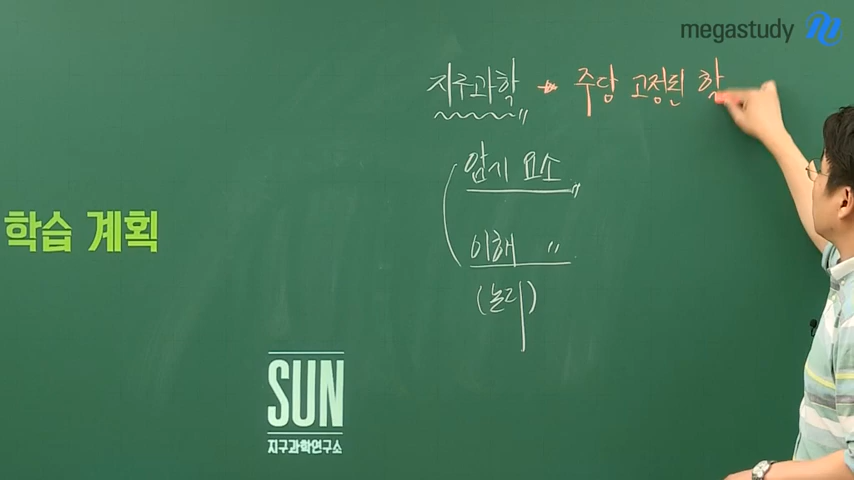 megastudy
지구과학 → 주당 고정된 학
암기 요소 〃
이해 〃
(논리)
학습 계획
SUN
지구과학연구소